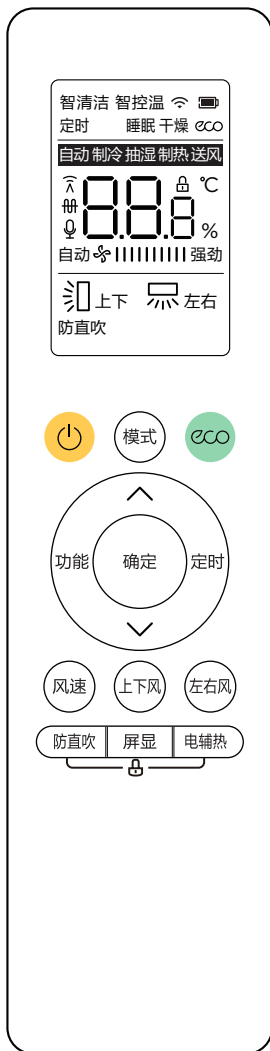 智清洁 智控温
定时 睡眠 干燥 eco
自动 制冷 抽湿 制热 送风
88.8 ℃
%
自动 强劲
上下 左右
防直吹
模式 eco
功能 确定 定时
风速 上下风 左右风
防直吹 屏显 电辅热